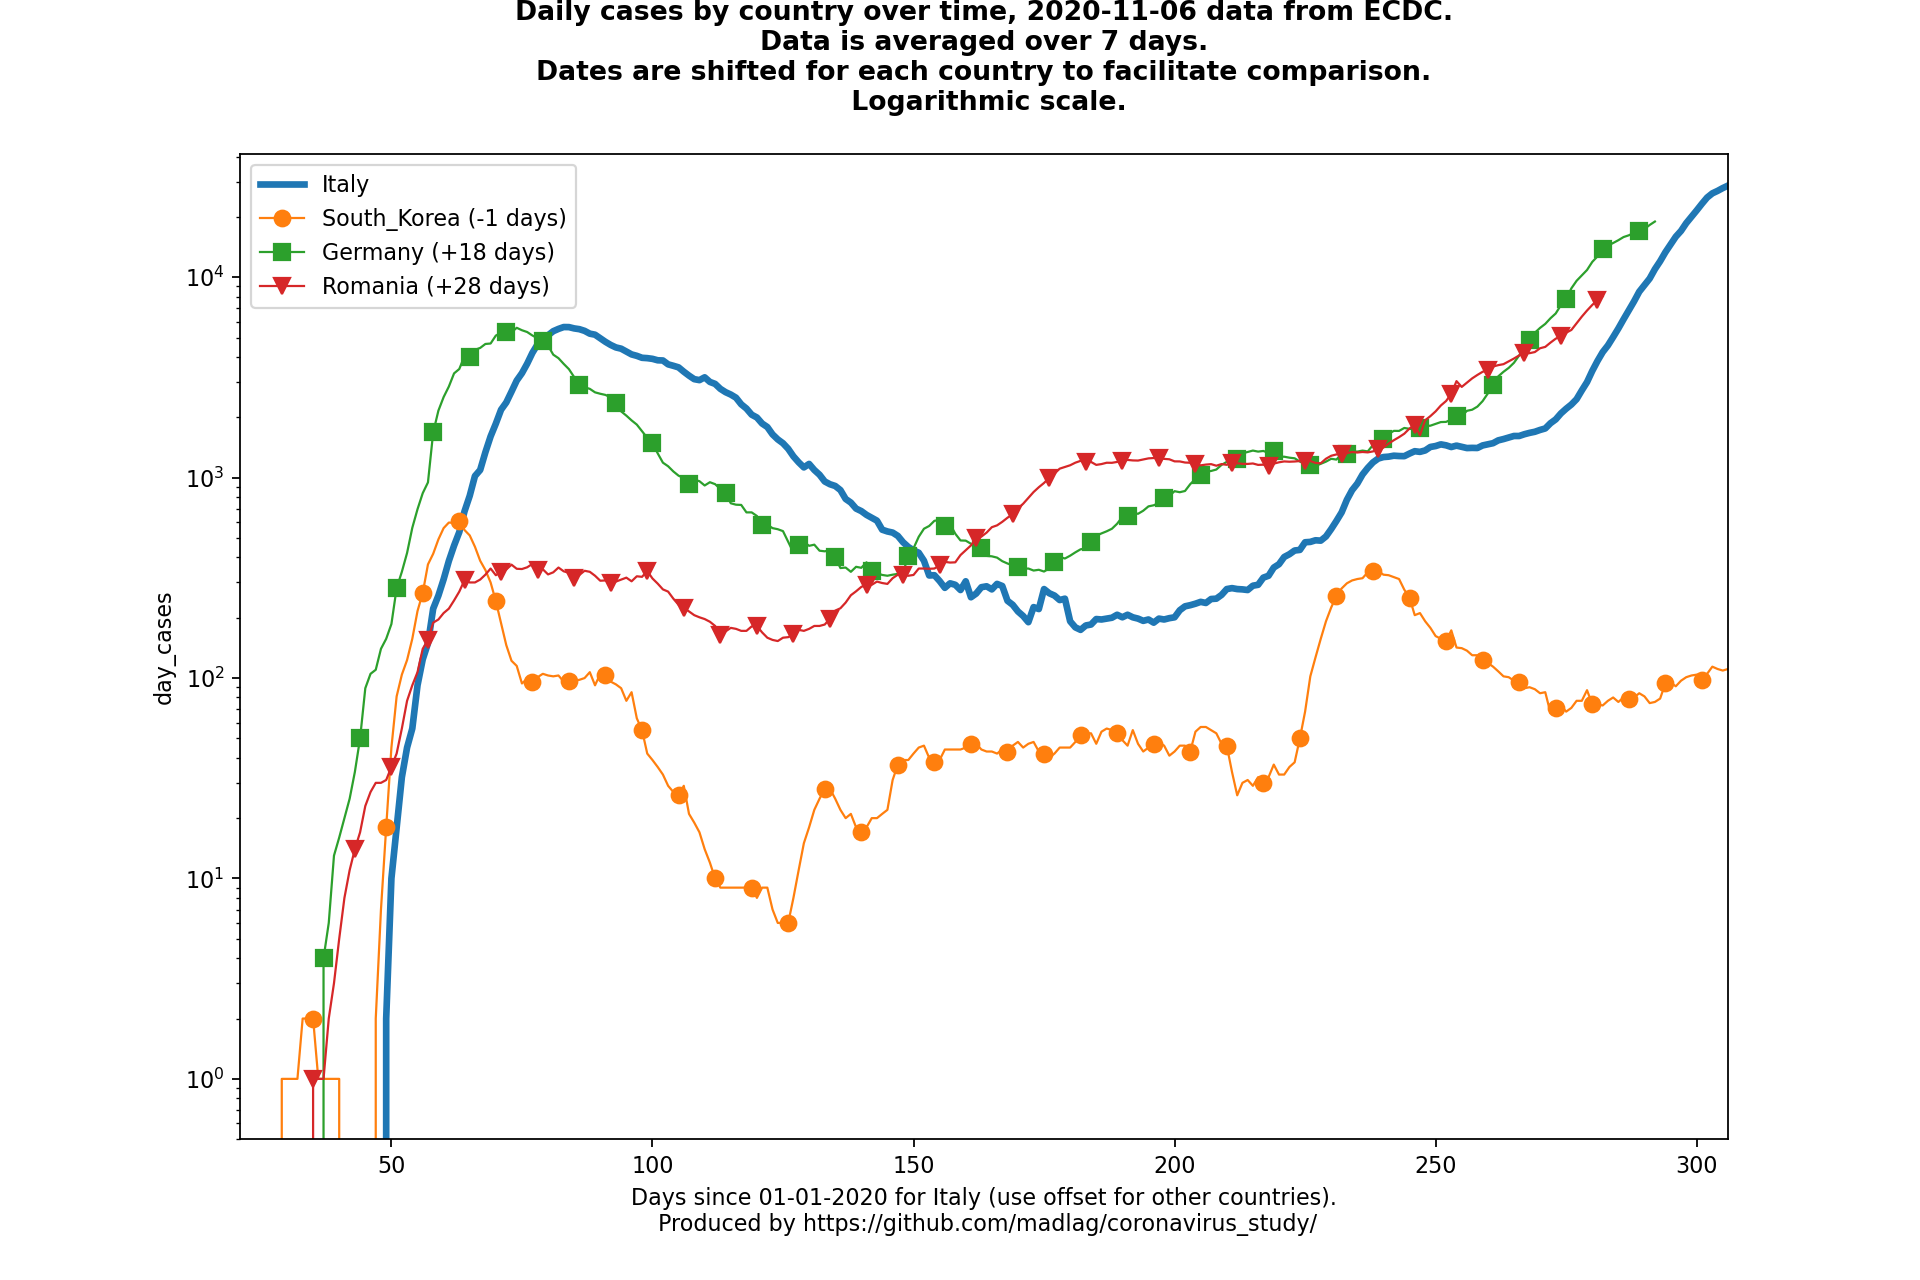 Daily cases by country over time, 2020-11-06 data from ECDC.
Data is averaged over 7 days.
Dates are shifted for each country to facilitate comparison.
Logarithmic scale.
Italy
South_Korea (-1 days)
Germany (+18 days)
Romania (+28 days)
day_cases
10⁴
10³
10²
10¹
10⁰
50 100 150 200 250 300
Days since 01-01-2020 for Italy (use offset for other countries).
Produced by https://github.com/madlag/coronavirus_study/